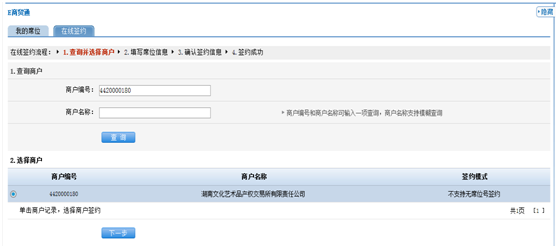 E商贸通
隐藏
我的席位 在线签约
在线签约流程： 1.查询并选择商户 2.填写席位信息 3.确认签约信息 4.签约成功
1.查询商户
商户编号： 4420000180
商户名称： * 商户编号和商户名称可输入一项查询，商户名称支持模糊查询
查 询
2.选择商户
商户编号 商户名称 签约模式
4420000180 湖南文化艺术品产权交易所有限责任公司 不支持无席位号签约
单击商户记录，选择商户签约 共1页 [1 ]
下一步